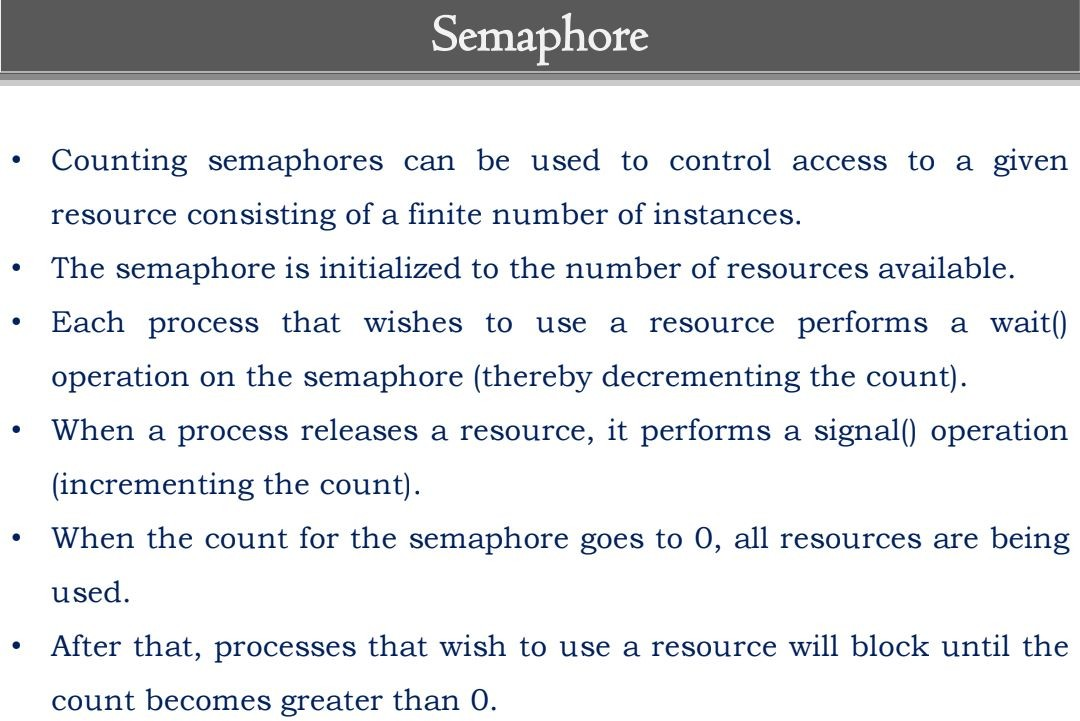 Semaphore
• Counting semaphores can be used to control access to a given
resource consisting of a finite number of instances.
• The semaphore is initialized to the number of resources available.
• Each process that wishes to use a resource performs a wait()
operation on the semaphore (thereby decrementing the count).
• When a process releases a resource, it performs a signal() operation
(incrementing the count).
• When the count for the semaphore goes to 0, all resources are being
used.
• After that, processes that wish to use a resource will block until the
count becomes greater than 0.